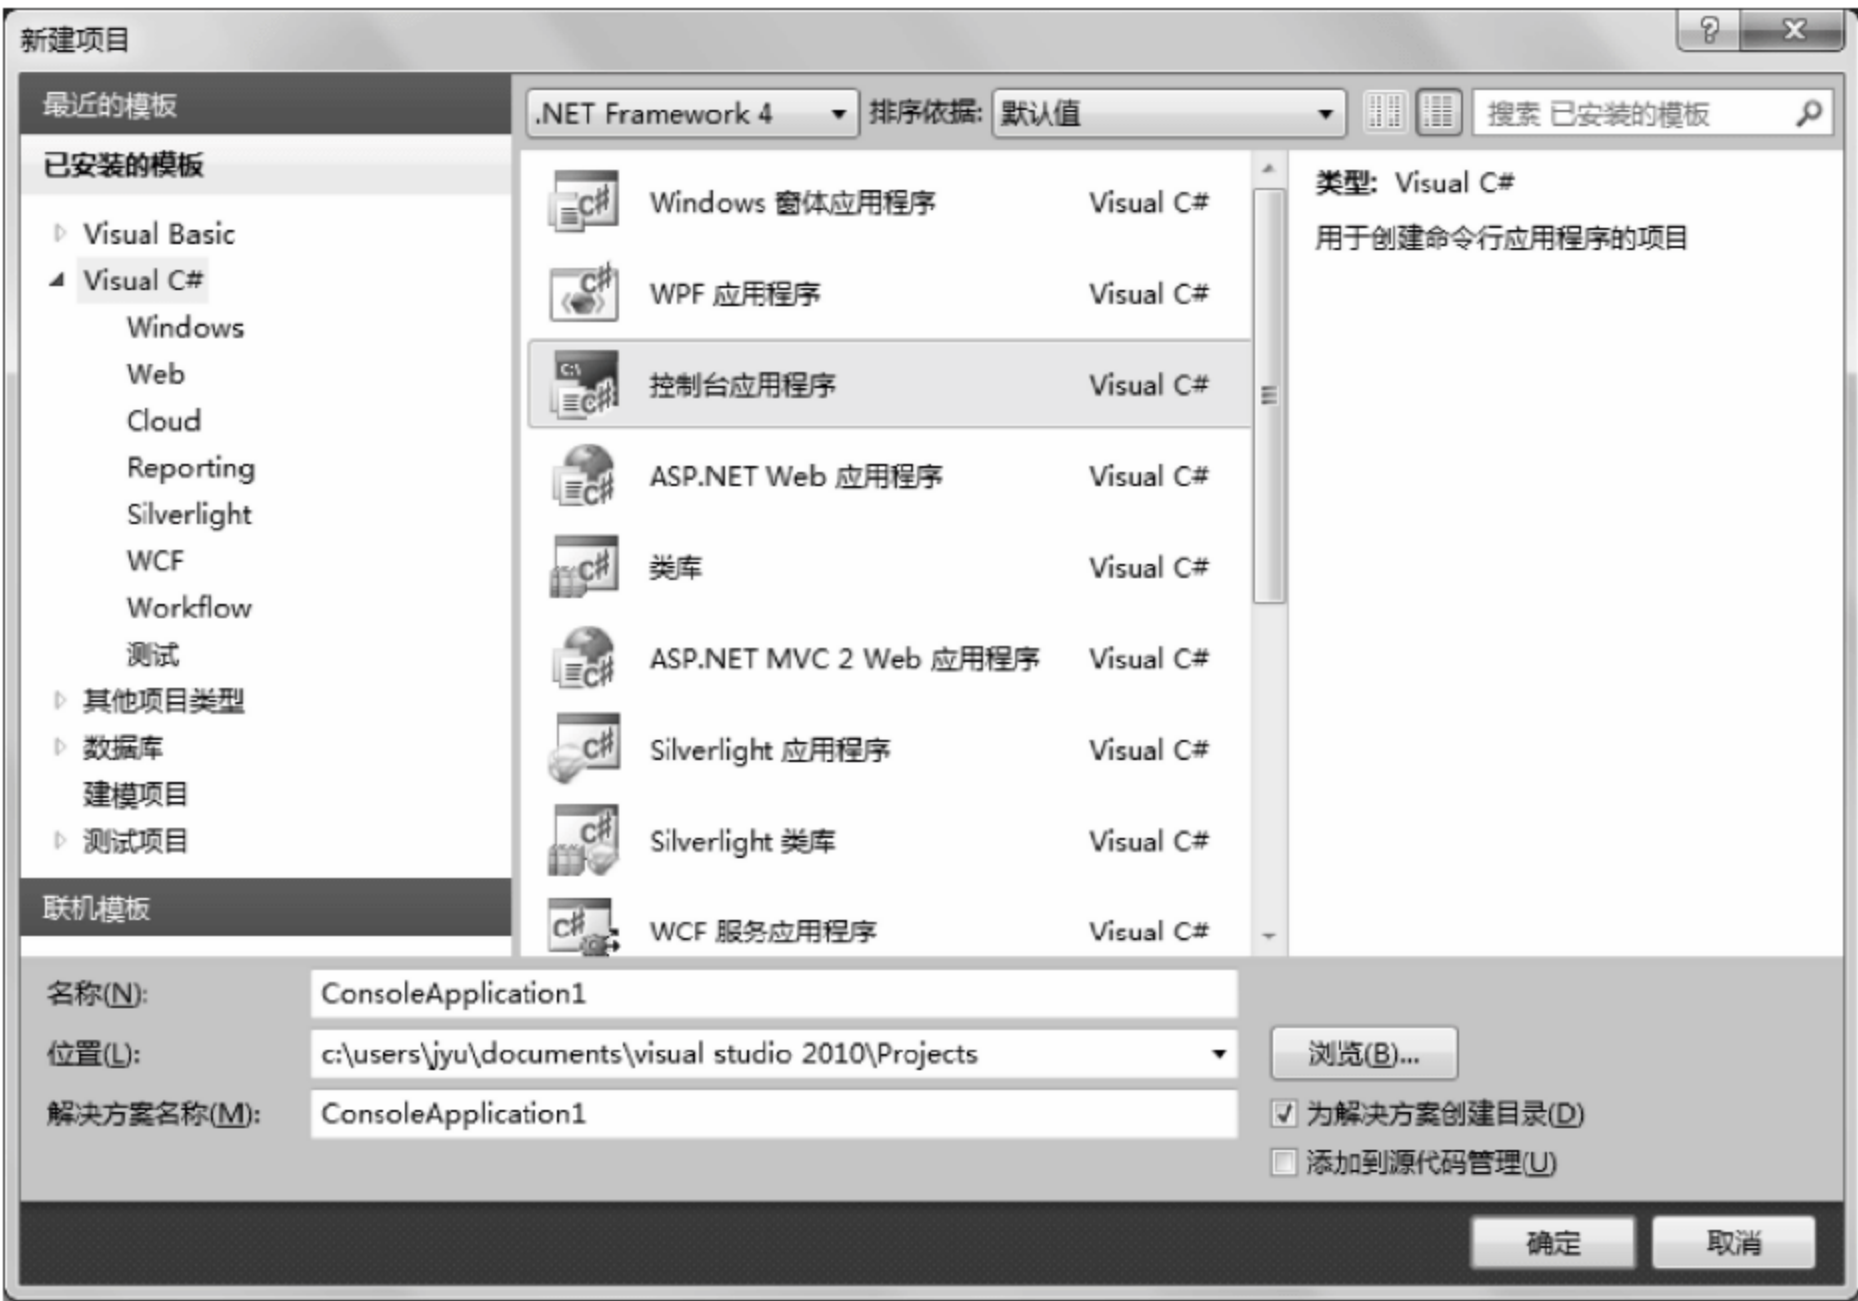 新建项目
最近的模板
已安装的模板
Visual Basic
Visual C#
Windows
Web
Cloud
Reporting
Silverlight
WCF
Workflow
测试
其他项目类型
数据库
建模项目
测试项目
联机模板
.NET Framework 4 排序依据: 默认值 搜索 已安装的模板
Windows 窗体应用程序 Visual C#
WPF 应用程序 Visual C#
控制台应用程序 Visual C#
ASP.NET Web 应用程序 Visual C#
类库 Visual C#
ASP.NET MVC 2 Web 应用程序 Visual C#
Silverlight 应用程序 Visual C#
Silverlight 类库 Visual C#
WCF 服务应用程序 Visual C#
类型: Visual C#
用于创建命令行应用程序的项目
名称(N): ConsoleApplication1
位置(L): c:\users\jyu\documents\visual studio 2010\Projects 浏览(B)...
解决方案名称(M): ConsoleApplication1 为解决方案创建目录(D)
添加到源代码管理(U)
确定 取消